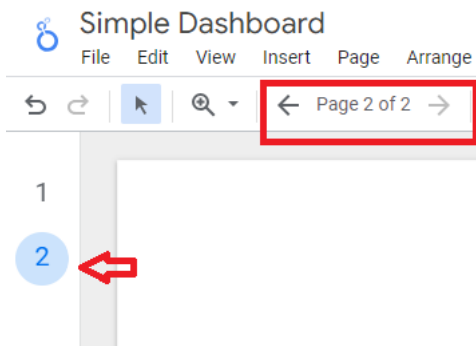 Simple Dashboard
File Edit View Insert Page Arrange
Page 2 of 2
1
2